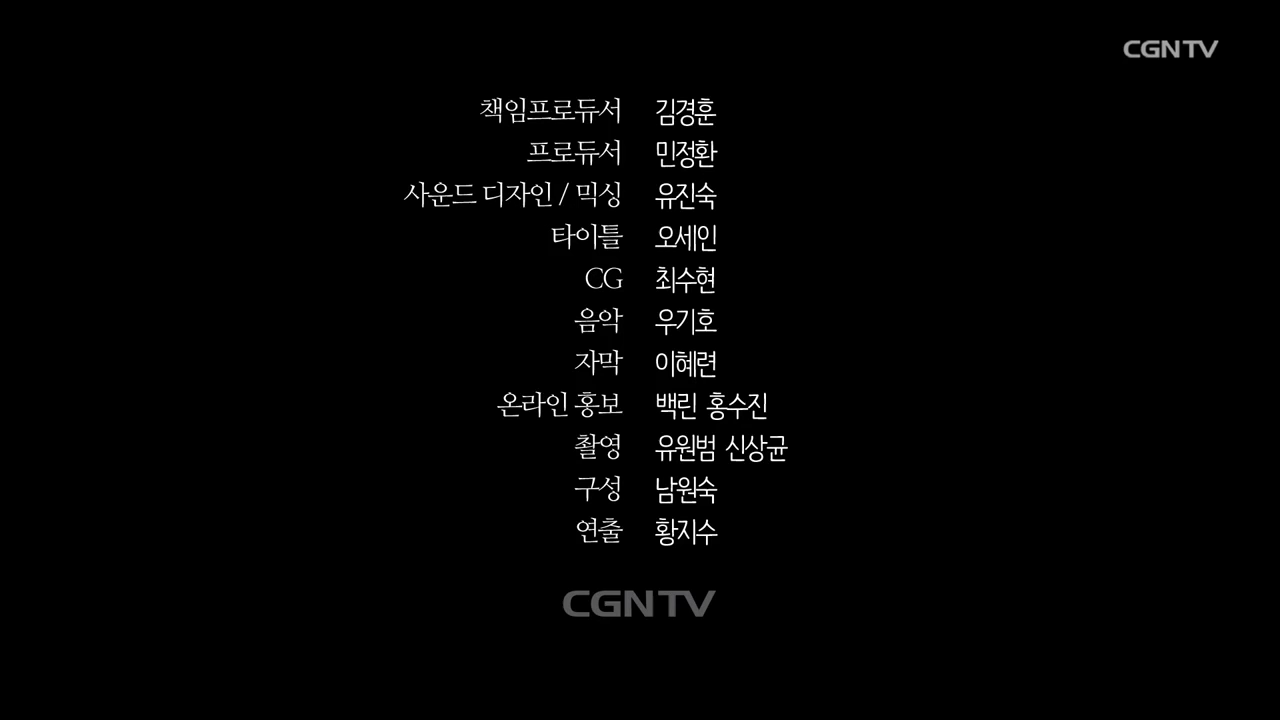 CGNTV
책임프로듀서 김경훈
프로듀서 민정환
사운드 디자인 / 믹싱 유진숙
타이틀 오세인
CG 최수현
음악 우기호
자막 이혜련
온라인 홍보 백린 홍수진
촬영 유원범 신상균
구성 남원숙
연출 황지수
CGNTV